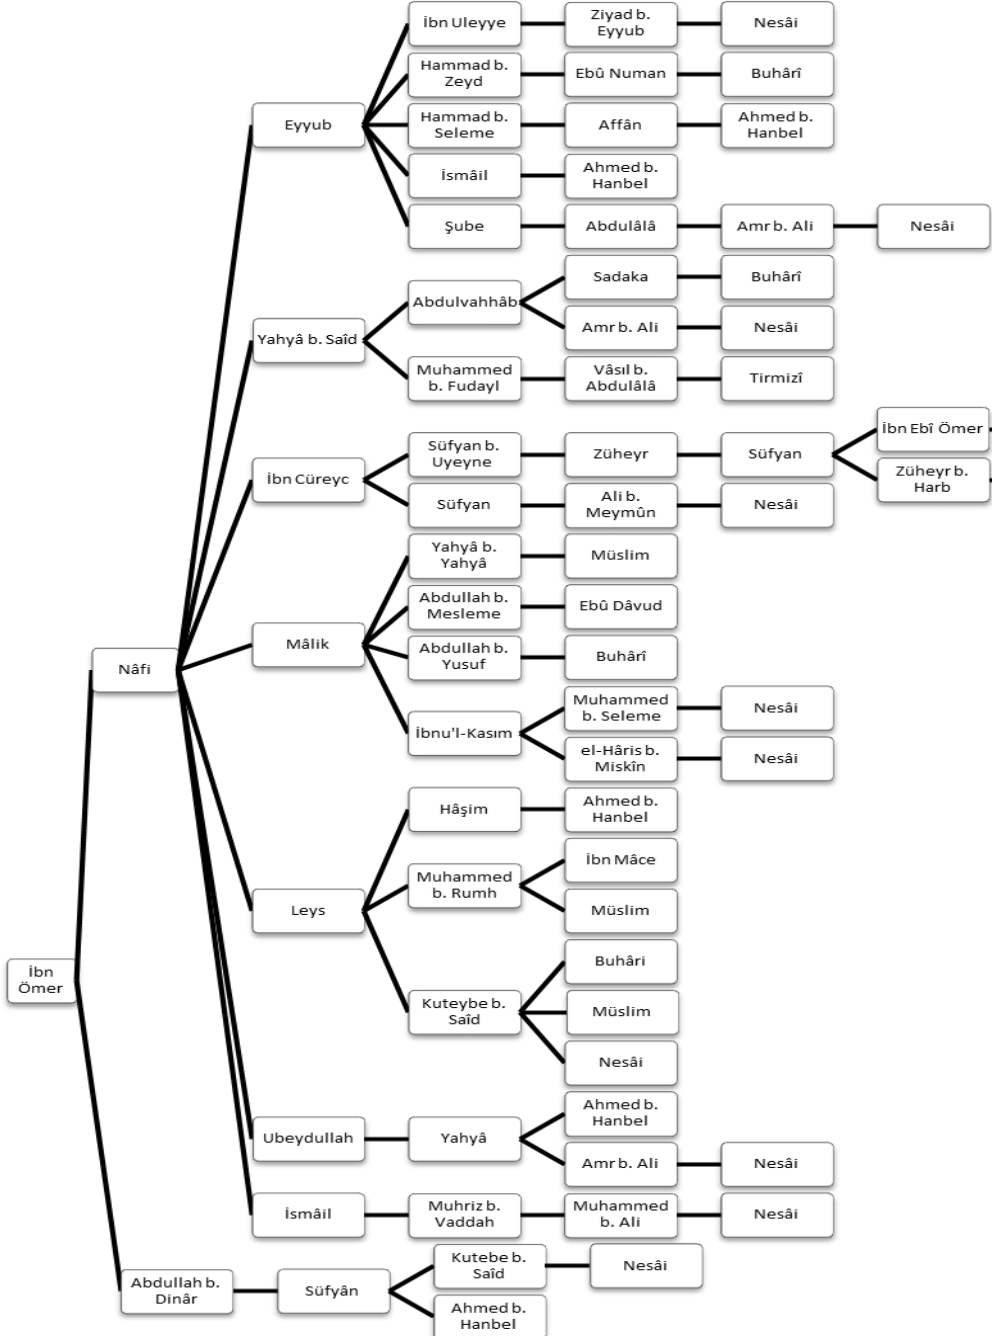 İbn Uleyye
Ziyad b.
Eyyub
Nesâi
Hammad b.
Zeyd
Ebû Numan
Buhârî
Eyyub
Hammad b.
Seleme
Affân
Ahmed b.
Hanbel
İsmâil
Ahmed b.
Hanbel
Şube
Abdulâlâ
Amr b. Ali
Nesâi
Yahyâ b. Saîd
Abdulvahhâb
Sadaka
Buhârî
Amr b. Ali
Nesâi
Muhammed
b. Fudayl
Vâsıl b.
Abdulâlâ
Tirmizî
İbn Cüreyc
Süfyan b.
Uyeyne
Züheyr
Süfyan
İbn Ebî Ömer
Züheyr b.
Harb
Süfyan
Ali b.
Meymûn
Nesâi
Nâfi
Mâlik
Yahyâ b.
Yahyâ
Müslim
Abdullah b.
Mesleme
Ebû Dâvud
Abdullah b.
Yusuf
Buhârî
İbnu'l-Kasım
Muhammed
b. Seleme
Nesâi
el-Hâris b.
Miskîn
Nesâi
Leys
Hâşim
Ahmed b.
Hanbel
Muhammed
b. Rumh
İbn Mâce
Müslim
Kuteybe b.
Saîd
Buhâri
Müslim
Nesâi
İbn
Ömer
Ubeydullah
Yahyâ
Ahmed b.
Hanbel
Amr b. Ali
Nesâi
İsmâil
Muhriz b.
Vaddah
Muhammed
b. Ali
Nesâi
Abdullah b.
Dinâr
Süfyân
Kutebe b.
Saîd
Nesâi
Ahmed b.
Hanbel